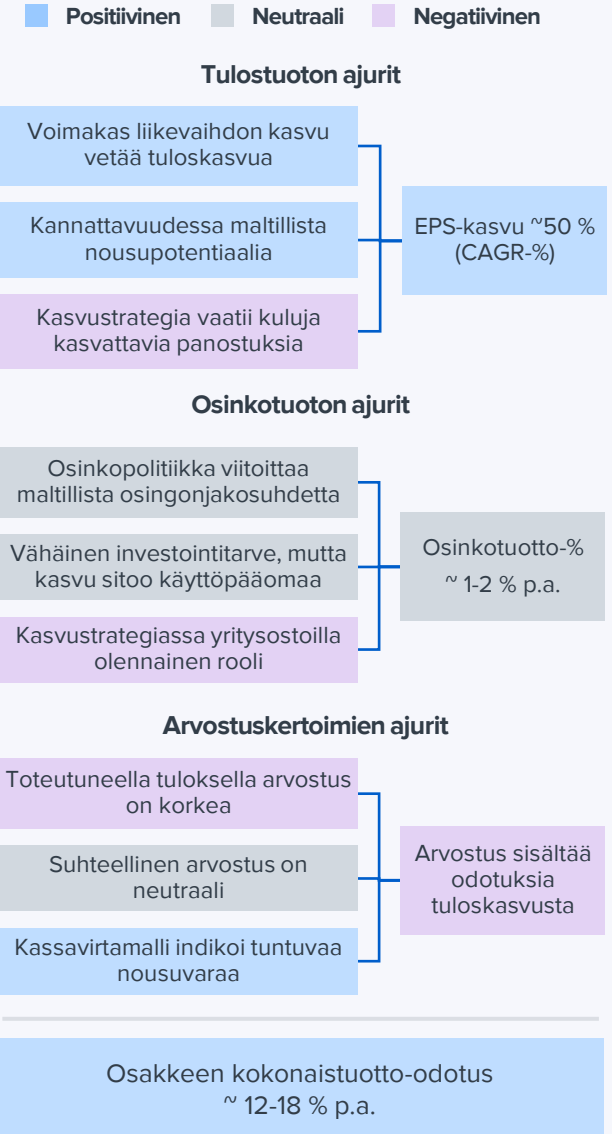 Positiivinen Neutraali Negatiivinen
Tulostuoton ajurit
Voimakas liikevaihdon kasvu
vetää tuloskasvua
Kannattavuudessa maltillista
nousupotentiaalia
Kasvustrategia vaatii kuluja
kasvattavia panostuksia
EPS-kasvu ~50 %
(CAGR-%)
Osinkotuoton ajurit
Osinkopolitiikka viitoittaa
maltillista osingonjakosuhdetta
Vähäinen investointitarve, mutta
kasvu sitoo käyttöpääomaa
Kasvustrategiassa yritysostoilla
olennainen rooli
Osinkotuotto-%
~ 1-2 % p.a.
Arvostuskertoimien ajurit
Toteutuneella tuloksella arvostus
on korkea
Suhteellinen arvostus on
neutraali
Kassavirtamalli indikoi tuntuvaa
nousuvaraa
Arvostus sisältää
odotuksia
tuloskasvusta
Osakkeen kokonaistuotto-odotus
~ 12-18 % p.a.